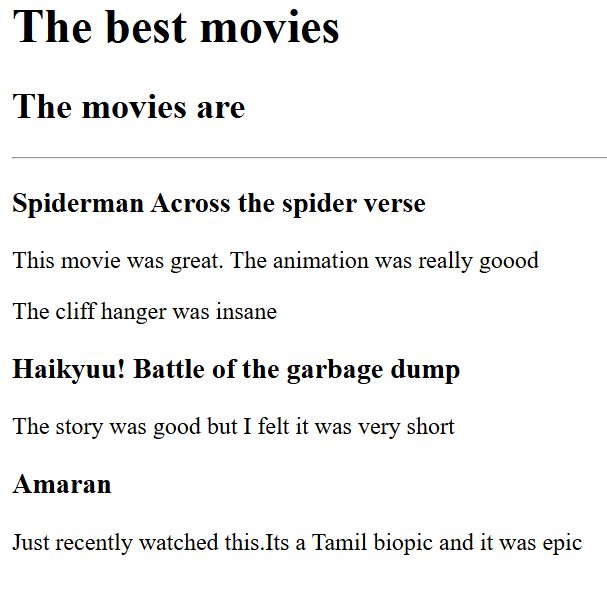 The best movies
The movies are
Spiderman Across the spider verse
This movie was great. The animation was really goood
The cliff hanger was insane
Haikyuu! Battle of the garbage dump
The story was good but I felt it was very short
Amaran
Just recently watched this.Its a Tamil biopic and it was epic